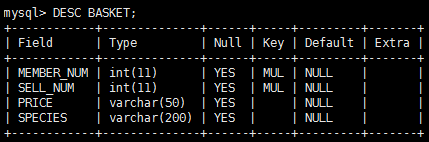 mysql> DESC BASKET;
+------------+--------------+------+-----+---------+-------+
| Field      | Type         | Null | Key | Default | Extra |
+------------+--------------+------+-----+---------+-------+
| MEMBER_NUM | int(11)      | YES  | MUL | NULL    |       |
| SELL_NUM   | int(11)      | YES  | MUL | NULL    |       |
| PRICE      | varchar(50)  | YES  |     | NULL    |       |
| SPECIES    | varchar(200) | YES  |     | NULL    |       |
+------------+--------------+------+-----+---------+-------+